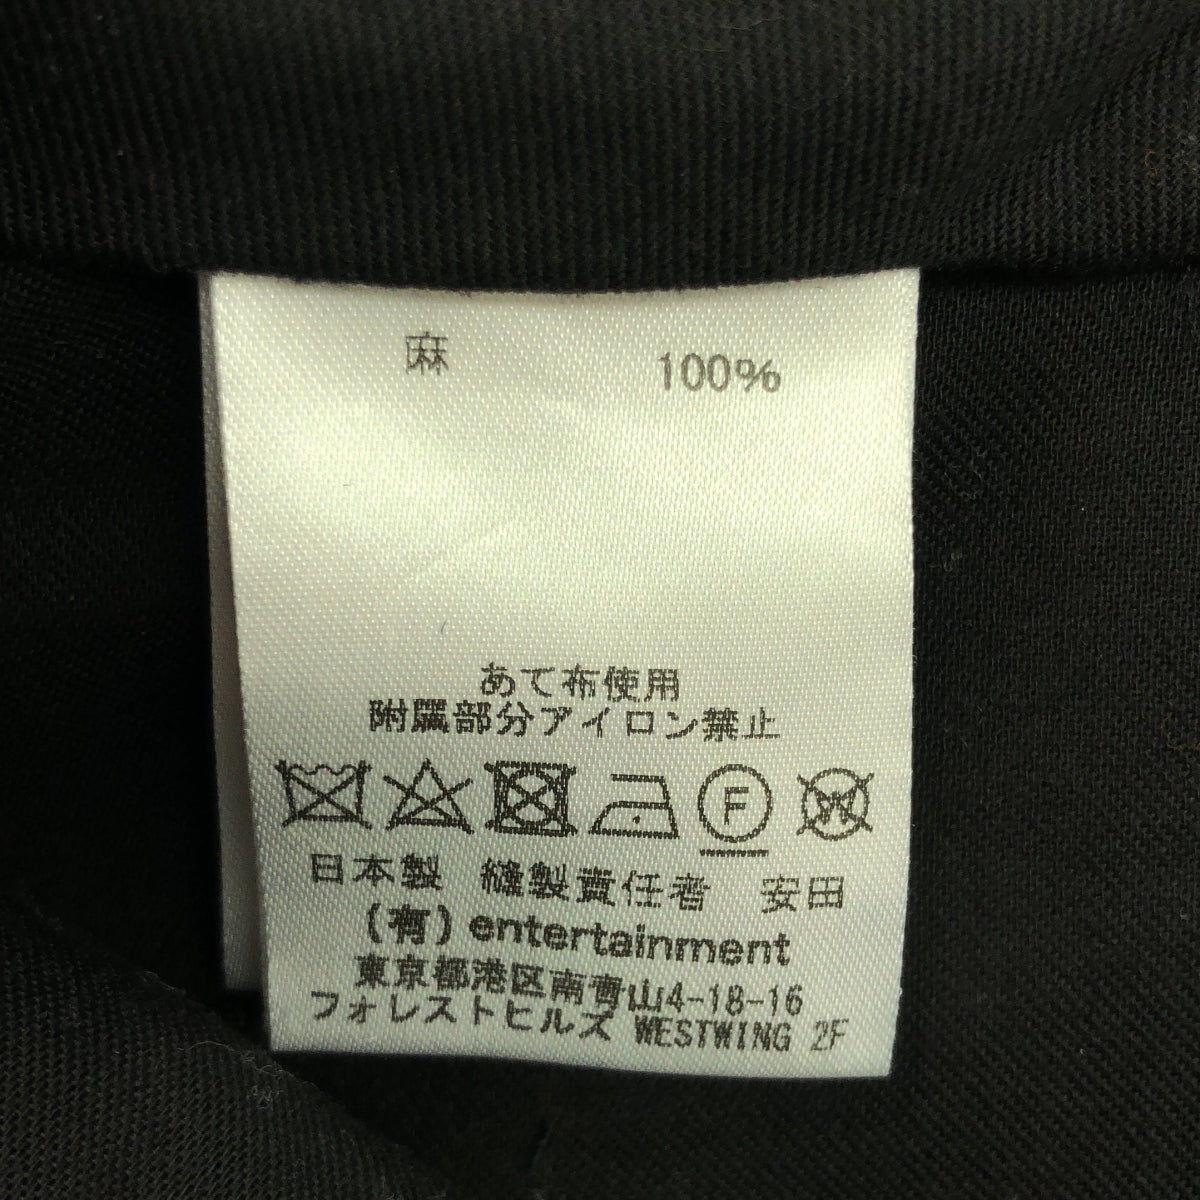 麻 100%
あて布使用
附属部分アイロン禁止
F W
日本製 縫製責任者 安田
(有) entertainment
東京都港区南青山4-18-16
フォレストヒルズ WESTWING 2F